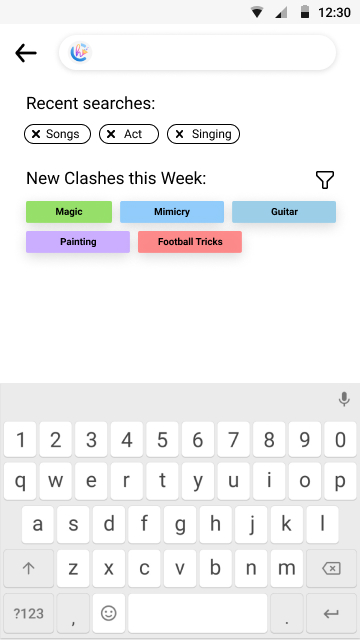 12:30
Recent searches:
Songs Act Singing
New Clashes this Week:
Magic Mimicry Guitar
Painting Football Tricks
1 2 3 4 5 6 7 8 9 0
q w e r t y u i o p
a s d f g h j k l
z x c v b n m
?123 , .